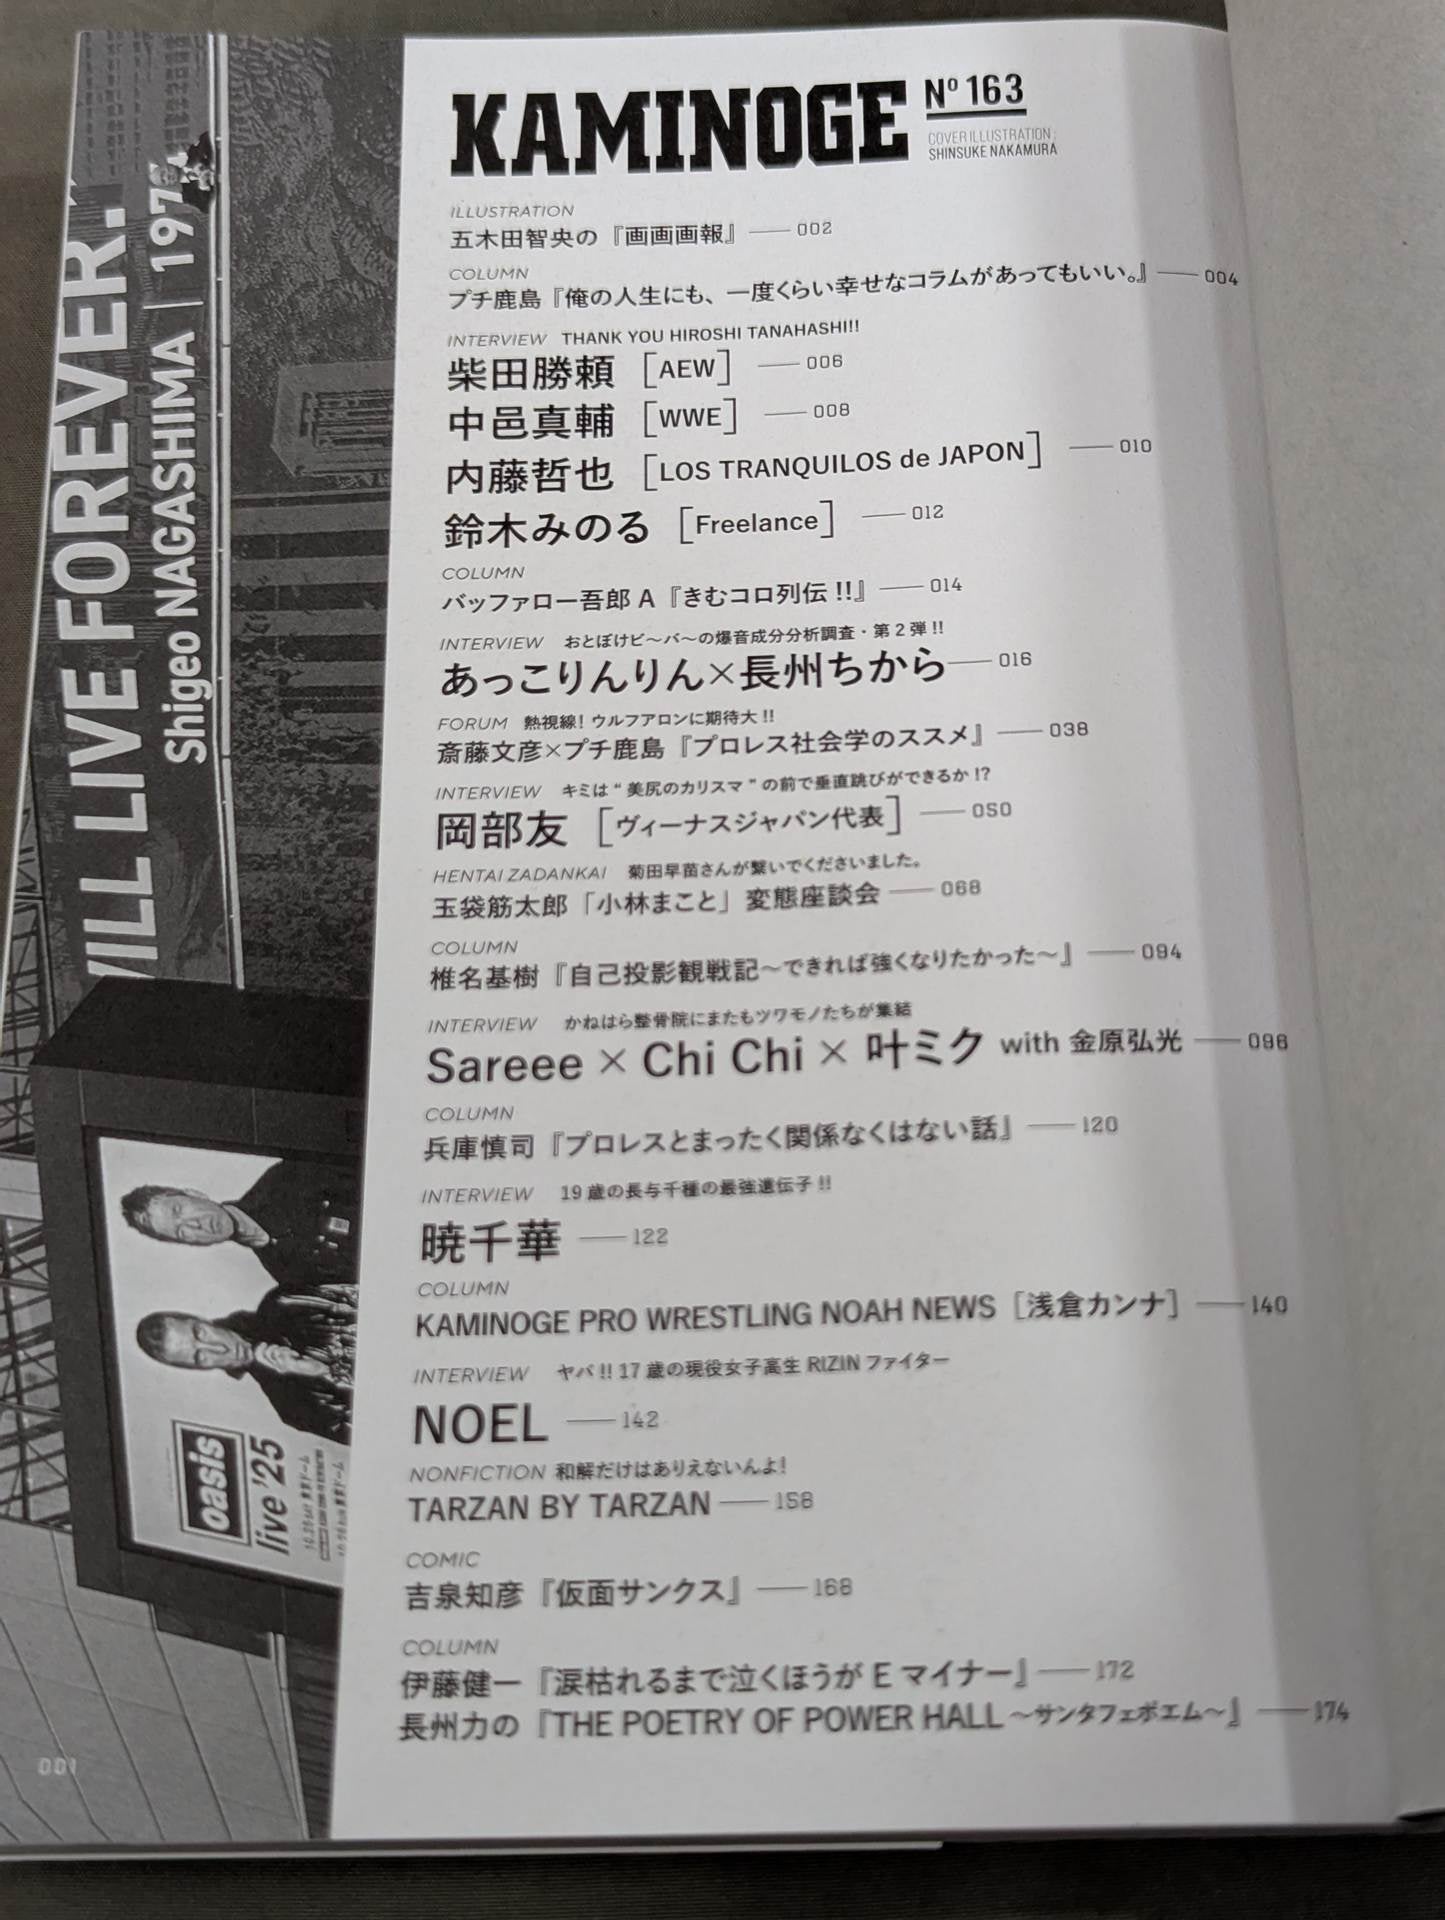 KAMINOGE Nº 163
COVER ILLUSTRATION:
SHINSUKE NAKAMURA
ILLUSTRATION
五木田智央の『画画画報』 —— 002
COLUMN
プチ鹿島『俺の人生にも、一度くらい幸せなコラムがあってもいい。』 —— 004
INTERVIEW THANK YOU HIROSHI TANAHASHI!!
柴田勝頼 [AEW] —— 006
中邑真輔 [WWE] —— 008
内藤哲也 [LOS TRANQUILOS de JAPON] —— 010
鈴木みのる [Freelance] —— 012
COLUMN
バッファロー吾郎 A『きむコロ列伝!!』 —— 014
INTERVIEW おとぼけビ〜バ〜の爆音成分分析調査・第2弾!!
あっこりんりん×長州ちから —— 016
FORUM 熱視線! ウルフアロンに期待大!!
斎藤文彦×プチ鹿島『プロレス社会学のススメ』 —— 038
INTERVIEW キミは“美尻のカリスマ”の前で垂直跳びができるか!?
岡部友 [ヴィーナスジャパン代表] —— 050
HENTAI ZADANKAI 菊田早苗さんが繋いでくださいました。
玉袋筋太郎「小林まこと」変態座談会 —— 068
COLUMN
椎名基樹『自己投影観戦記〜できれば強くなりたかった〜』 —— 094
INTERVIEW かねはら整骨院にまたもツワモノたちが集結
Sareee × Chi Chi × 叶ミク with 金原弘光 —— 096
COLUMN
兵庫慎司『プロレスとまったく関係なくはない話』 —— 120
INTERVIEW 19歳の長与千種の最強遺伝子!!
暁千華 —— 122
COLUMN
KAMINOGE PRO WRESTLING NOAH NEWS [浅倉カンナ] —— 140
INTERVIEW ヤバ!! 17歳の現役女子高生 RIZIN ファイター
NOEL —— 142
NONFICTION 和解だけはありえないんよ!
TARZAN BY TARZAN —— 158
COMIC
吉泉知彦『仮面サンクス』 —— 168
COLUMN
伊藤健一『涙枯れるまで泣くほうが E マイナー』 —— 172
長州力の『THE POETRY OF POWER HALL 〜サンタフェポエム〜』 —— 174
LIVE FOREVER.
Shigeo NAGASHIMA | 197
oasis
live '25
001